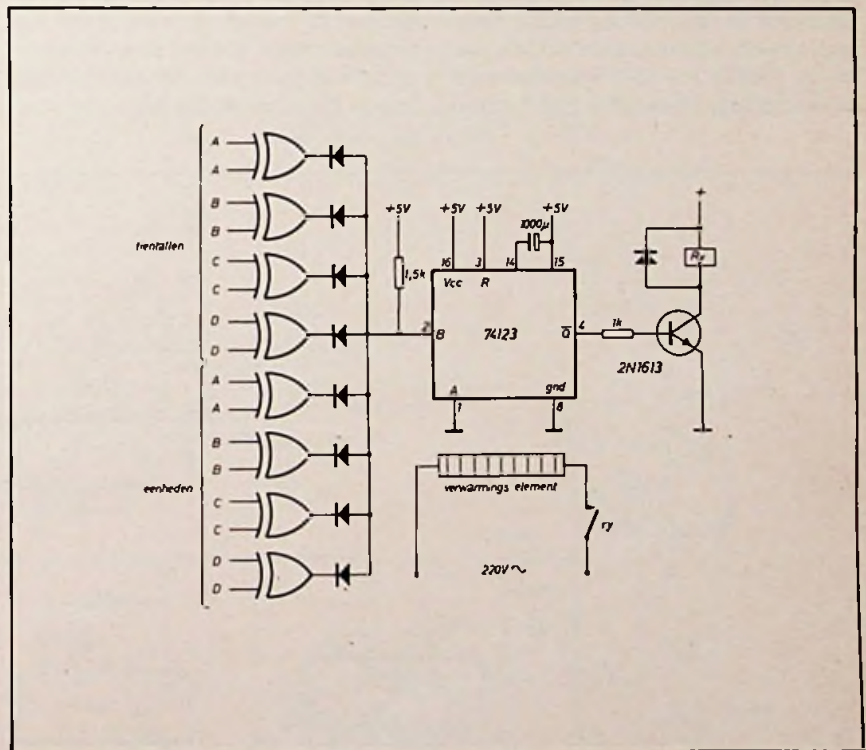 tientallen
A
A
B
B
C
C
D
D
eenheden
A
A
B
B
C
C
D
D
+5V
1,5k
+5V
+5V
1000µ
+5V
16
3
14
15
Vcc
R
2
B
74123
Q̅
4
A
gnd
1
8
1k
2N1613
+
Ry
verwarmings element
ry
220V ~